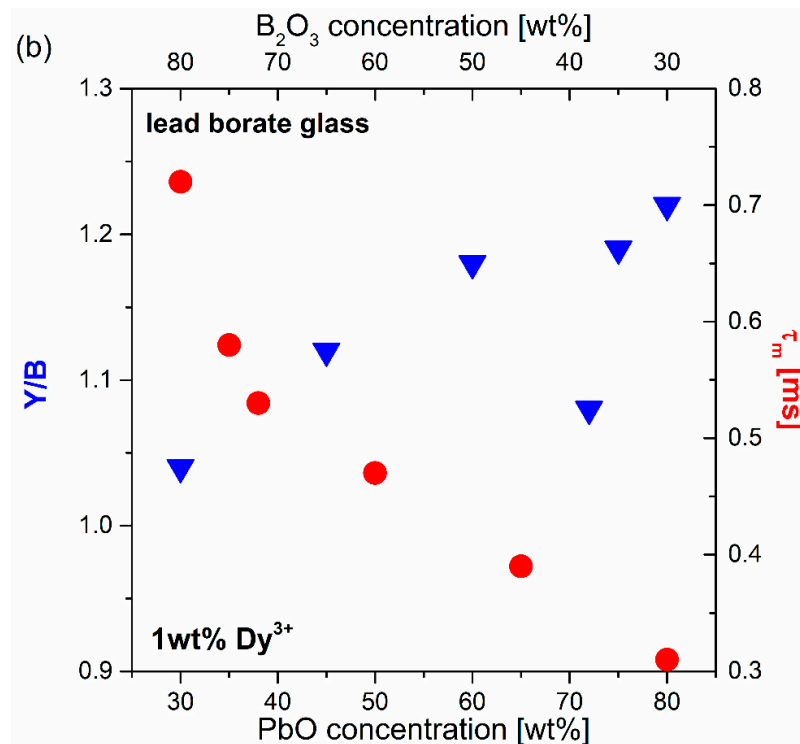 (b)
B₂O₃ concentration [wt%]
80 70 60 50 40 30
1.3 0.8
lead borate glass
1.2 0.7
0.6
Y/B
1.1
τₘ [ms]
0.5
1.0
0.4
1wt% Dy³⁺
0.9 0.3
30 40 50 60 70 80
PbO concentration [wt%]